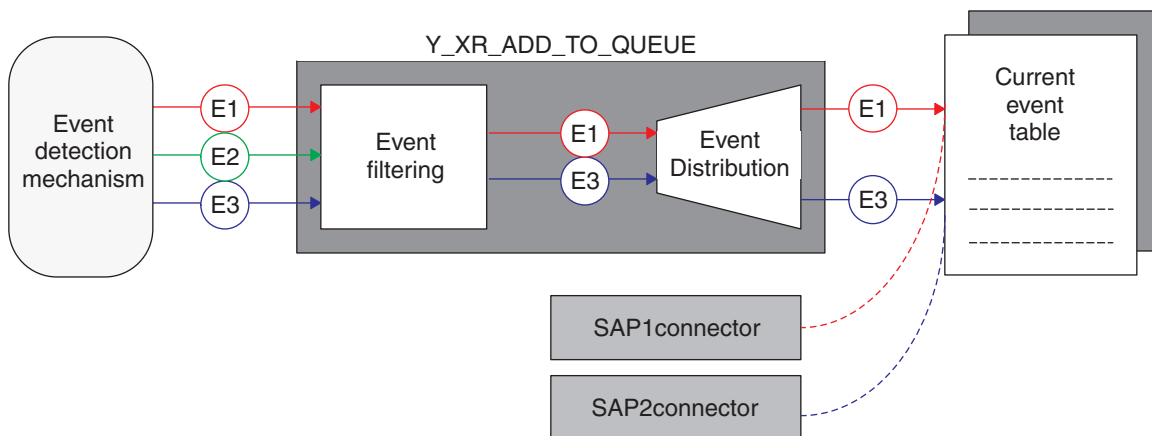 Y_XR_ADD_TO_QUEUE
Event
detection
mechanism
E1
E2
E3
Event
filtering
E1
E3
Event
Distribution
E1
E3
Current
event
table
SAP1connector
SAP2connector